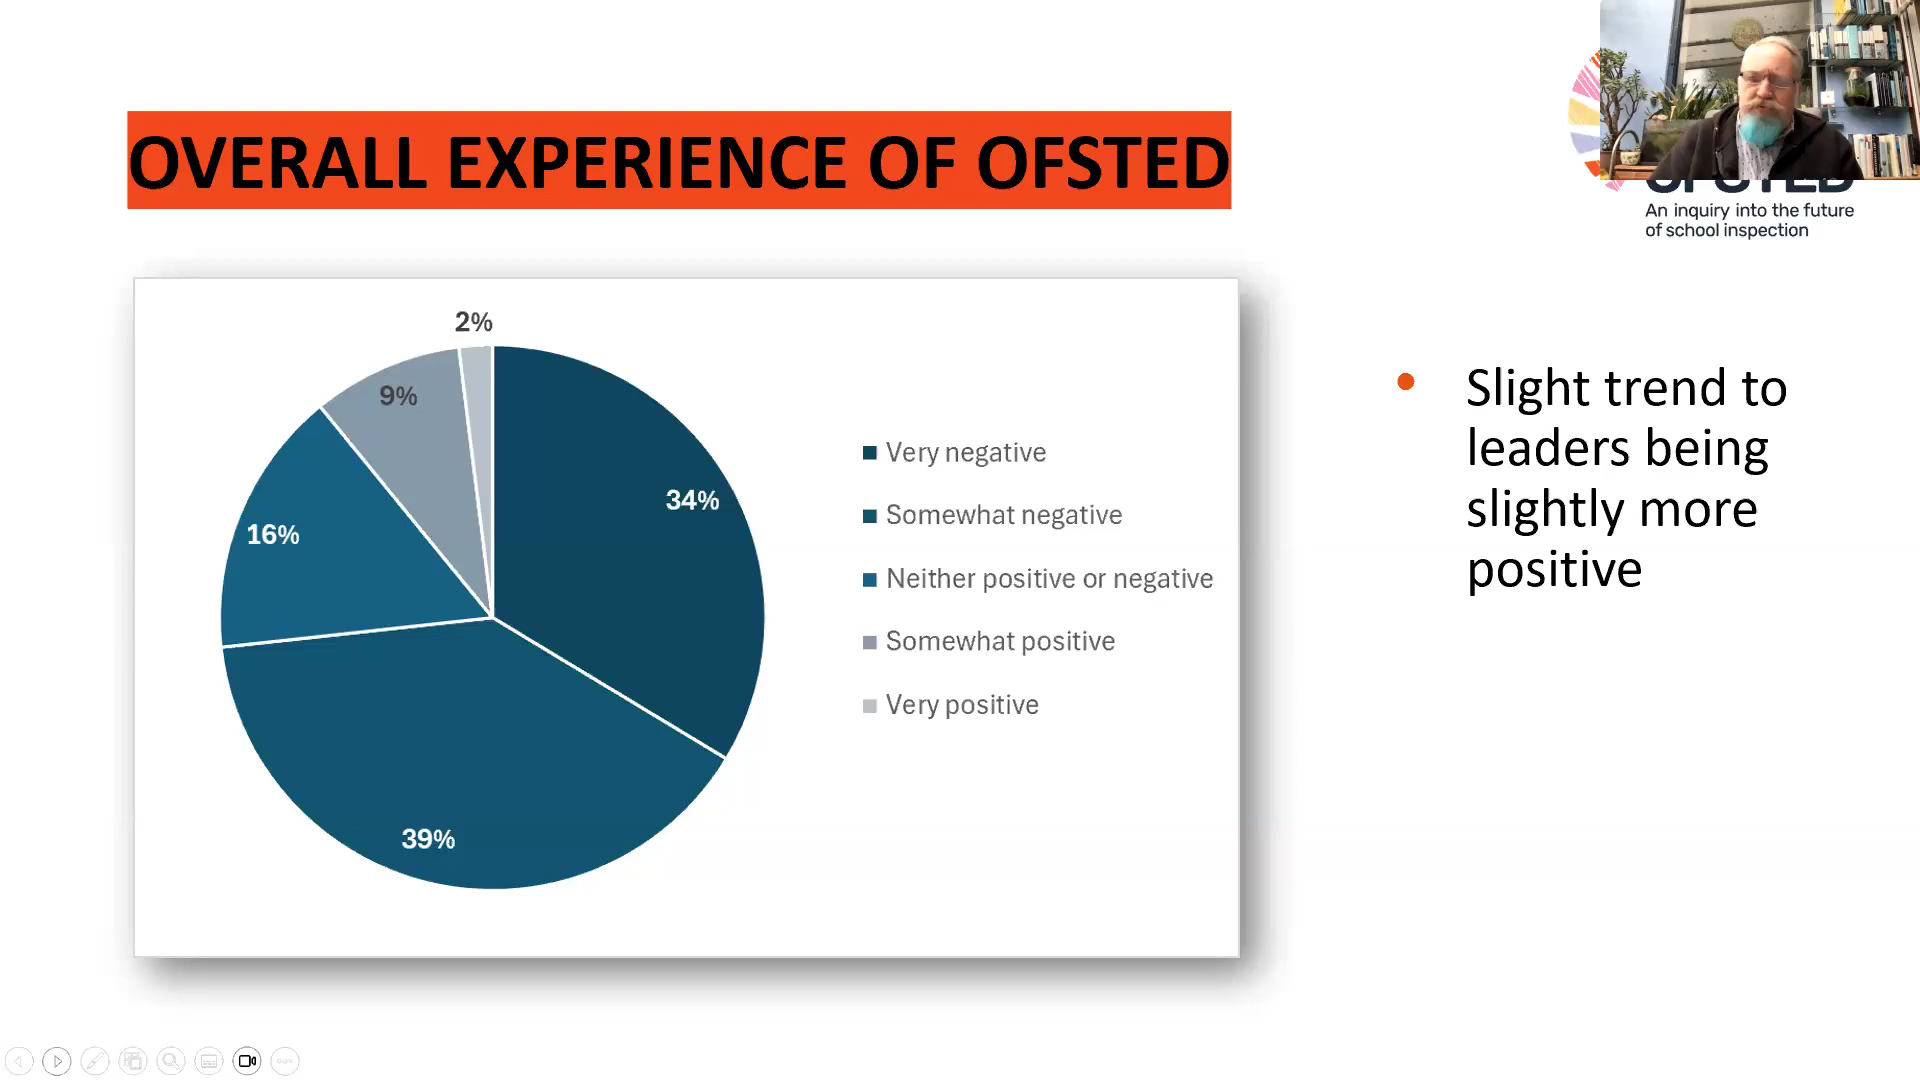 OVERALL EXPERIENCE OF OFSTED
An inquiry into the future
of school inspection
2%
9%
34%
16%
39%
Very negative
Somewhat negative
Neither positive or negative
Somewhat positive
Very positive
Slight trend to
leaders being
slightly more
positive